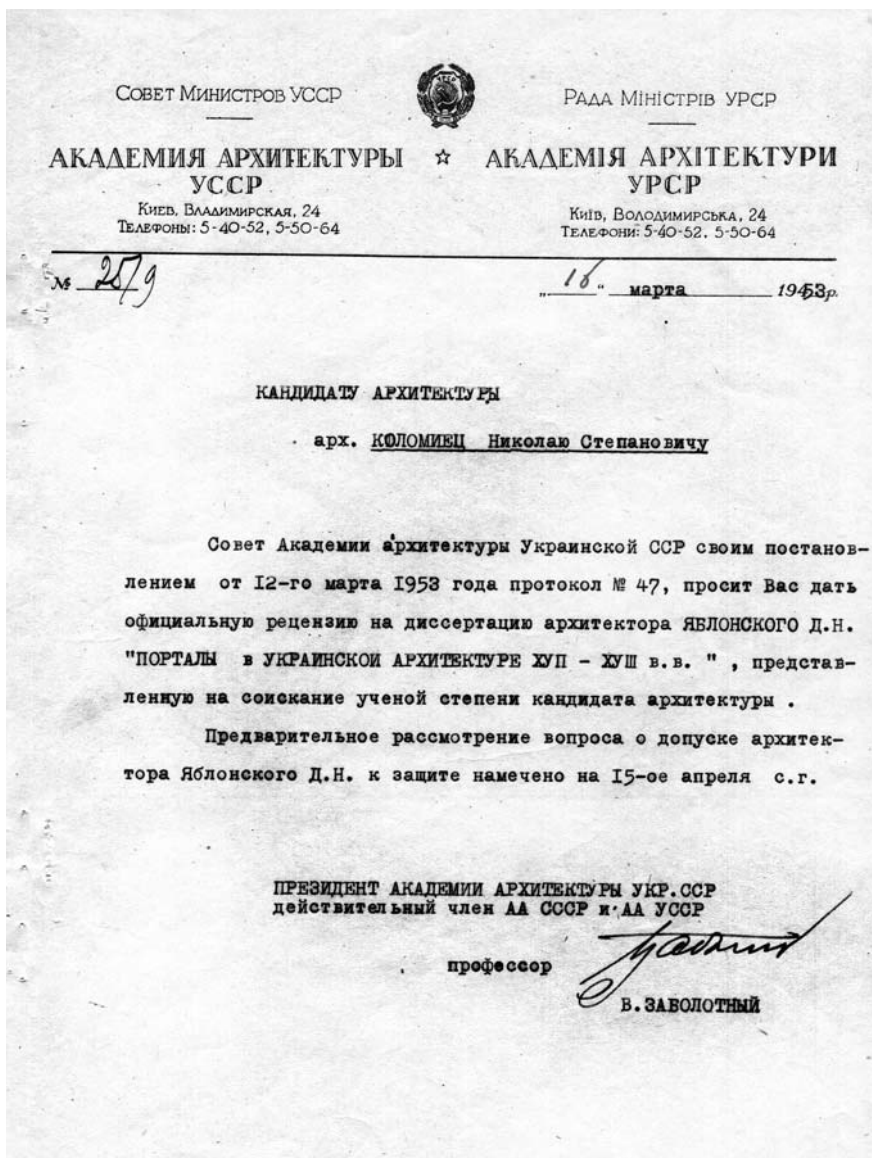 СОВЕТ МИНИСТРОВ УССР
АКАДЕМИЯ АРХИТЕКТУРЫ
УССР
КИЕВ, ВЛАДИМИРСКАЯ, 24
ТЕЛЕФОНЫ: 5-40-52, 5-50-64
РАДА МІНІСТРІВ УРСР
АКАДЕМІЯ АРХІТЕКТУРИ
УРСР
КИЇВ, ВОЛОДИМИРСЬКА, 24
ТЕЛЕФОНИ: 5-40-52, 5-50-64
№ 25/9
" марта 1953р.
КАНДИДАТУ АРХИТЕКТУРЫ
арх. КОЛОМИЕЦ Николаю Степановичу
Совет Академии архитектуры Украинской ССР своим постанов-
лением от I2-го марта I953 года протокол № 47, просит Вас дать
официальную рецензию на диссертацию архитектора ЯБЛОНСКОГО Д.Н.
"ПОРТАЛЫ в УКРАИНСКОИ АРХИТЕКТУРЕ ХУП – ХУШ в.в. " , представ-
ленную на соискание ученой степени кандидата архитектуры .
Предварительное рассмотрение вопроса о допуске архитек-
тора Яблонского Д.Н. к защите намечено на I5-ое апреля с.г.
ПРЕЗИДЕНТ АКАДЕМИИ АРХИТЕКТУРЫ УКР.ССР
действительный член АА СССР и АА УССР
профессор
В.ЗАБОЛОТНЫЙ